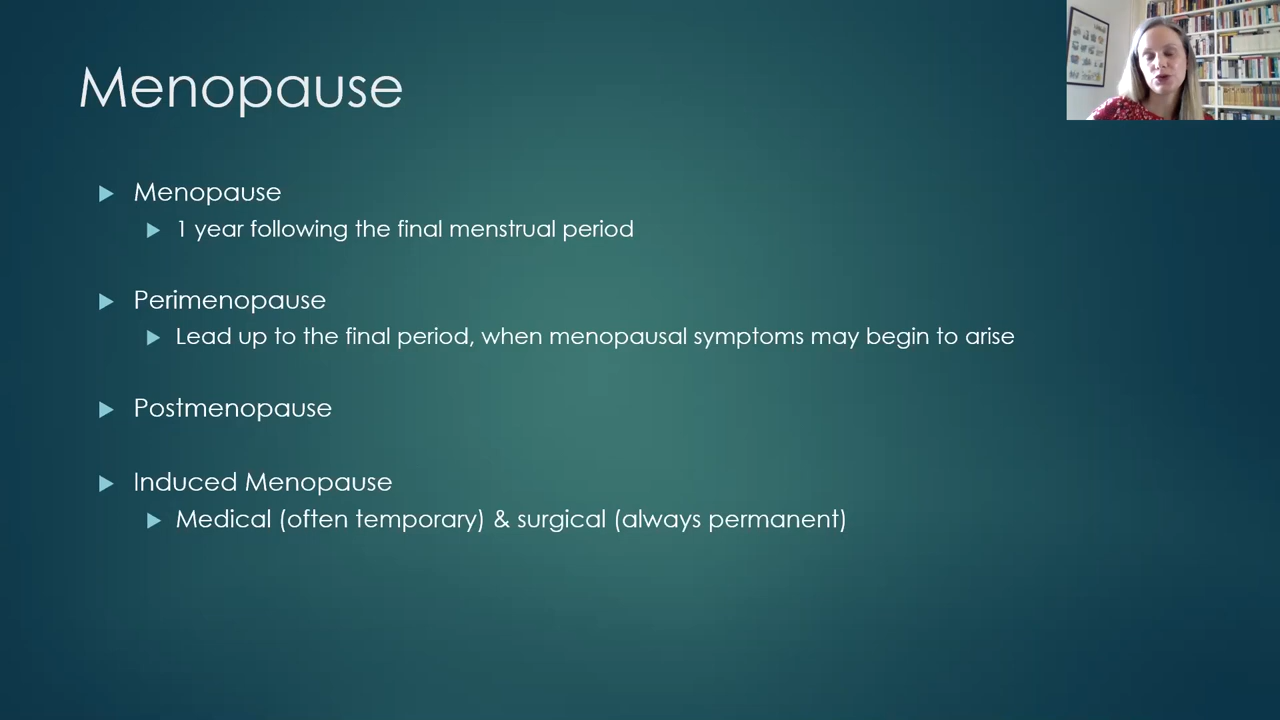 Menopause
Menopause
1 year following the final menstrual period
Perimenopause
Lead up to the final period, when menopausal symptoms may begin to arise
Postmenopause
Induced Menopause
Medical (often temporary) & surgical (always permanent)